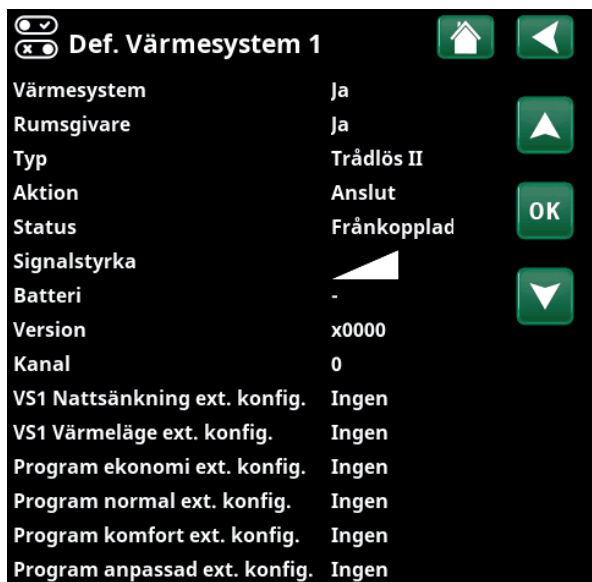 Def. Värmesystem 1
Värmesystem Ja
Rumsgivare Ja
Typ Trådlös II
Aktion Anslut
Status Frånkopplad
OK
Signalstyrka
Batteri -
Version x0000
Kanal 0
VS1 Nattsänkning ext. konfig. Ingen
VS1 Värmeläge ext. konfig. Ingen
Program ekonomi ext. konfig. Ingen
Program normal ext. konfig. Ingen
Program komfort ext. konfig. Ingen
Program anpassad ext. konfig. Ingen